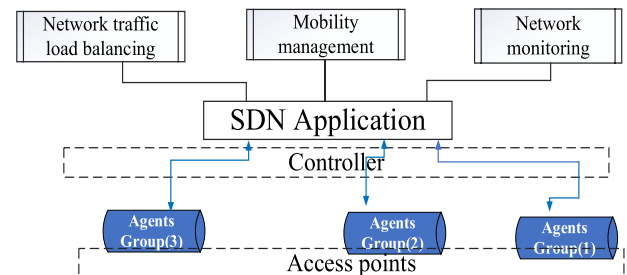 Network traffic
load balancing
Mobility
management
Network
monitoring
SDN Application
Controller
Agents
Group(3)
Agents
Group(2)
Agents
Group(1)
Access points